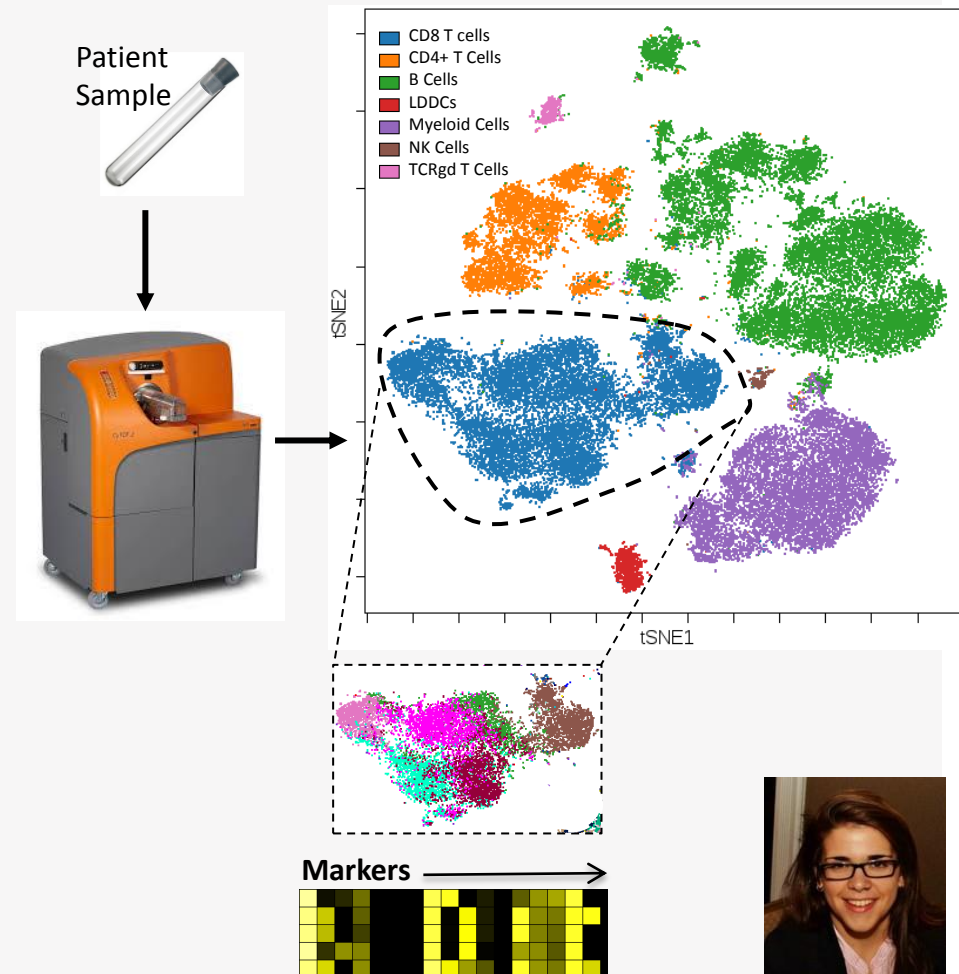 Patient
Sample
CD8 T cells
CD4+ T Cells
B Cells
LDDCs
Myeloid Cells
NK Cells
TCRgd T Cells
tSNE2
tSNE1
Markers